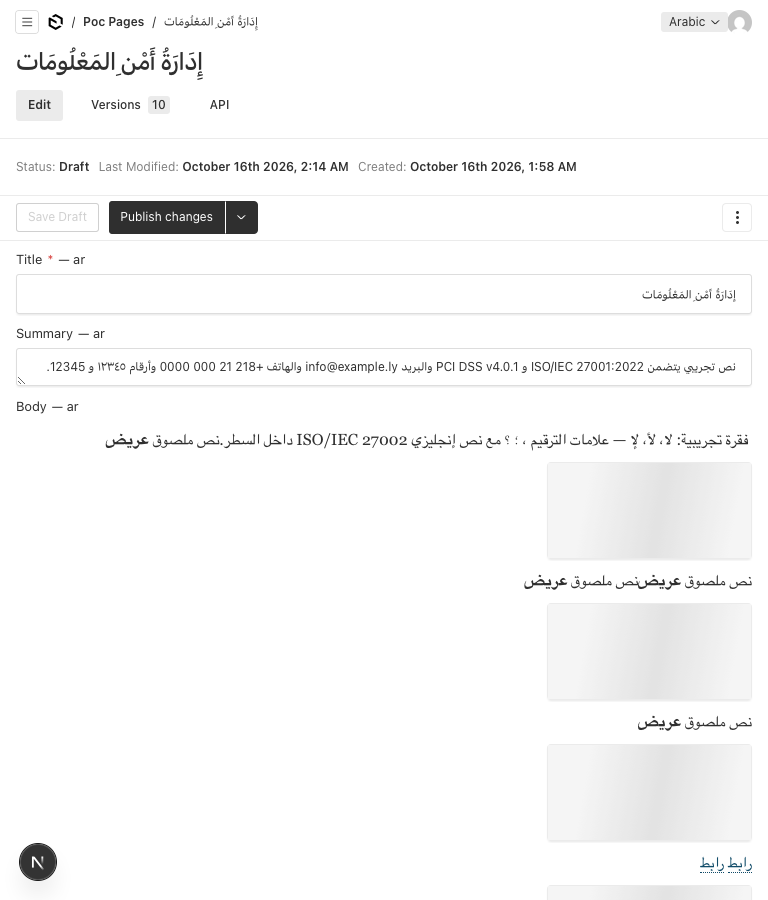 / Poc Pages / إِدَارَةُ أَمْنِ المَعْلُومَات Arabic
إِدَارَةُ أَمْنِ المَعْلُومَات
Edit Versions 10 API
Status: Draft Last Modified: October 16th 2026, 2:14 AM Created: October 16th 2026, 1:58 AM
Save Draft Publish changes
Title * — ar
إِدَارَةُ أَمْنِ المَعْلُومَات
Summary — ar
نص تجريبي يتضمن ISO/IEC 27001:2022 و PCI DSS v4.0.1 والبريد info@example.ly والهاتف +218 21 000 0000 وأرقام ١٢٣٤٥ و 12345.
Body — ar
فقرة تجريبية: لا، لأ، لإ — علامات الترقيم ، ؛ ؟ مع نص إنجليزي ISO/IEC 27002 داخل السطر.نص ملصوق عريض
نص ملصوق عريضنص ملصوق عريض
نص ملصوق عريض
رابط رابط
N